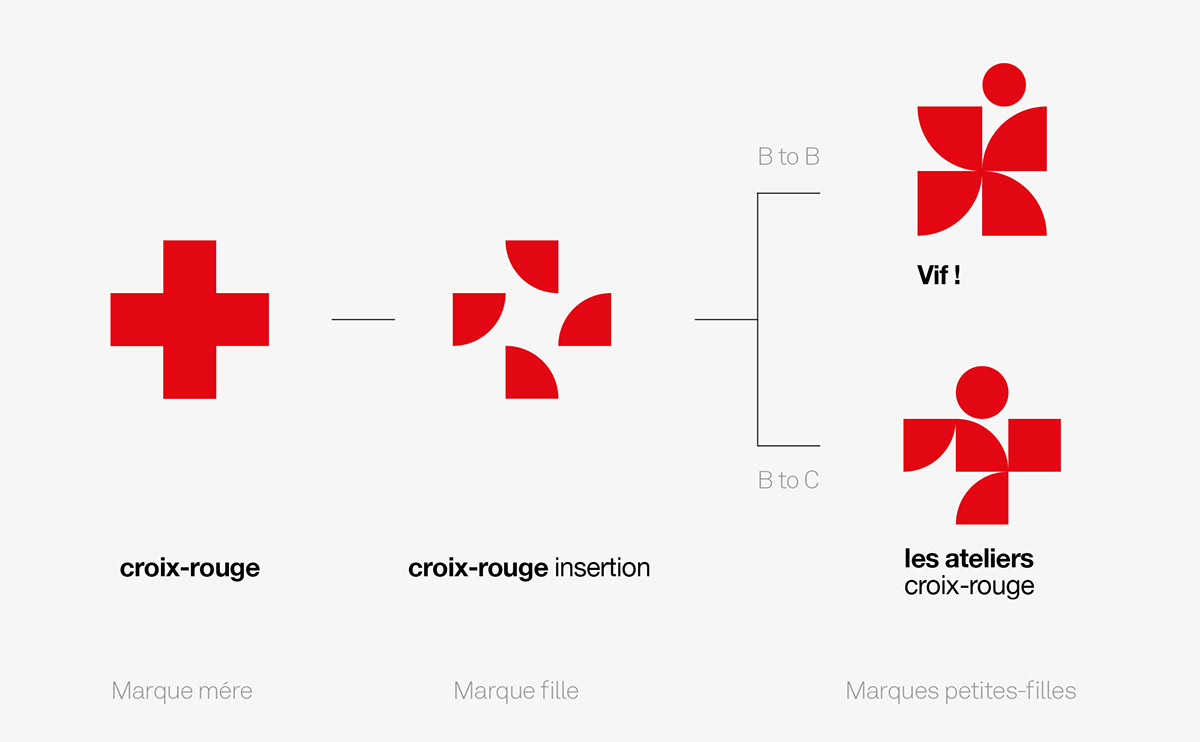 B to B
Vif !
B to C
croix-rouge
croix-rouge insertion
les ateliers
croix-rouge
Marque mére
Marque fille
Marques petites-filles